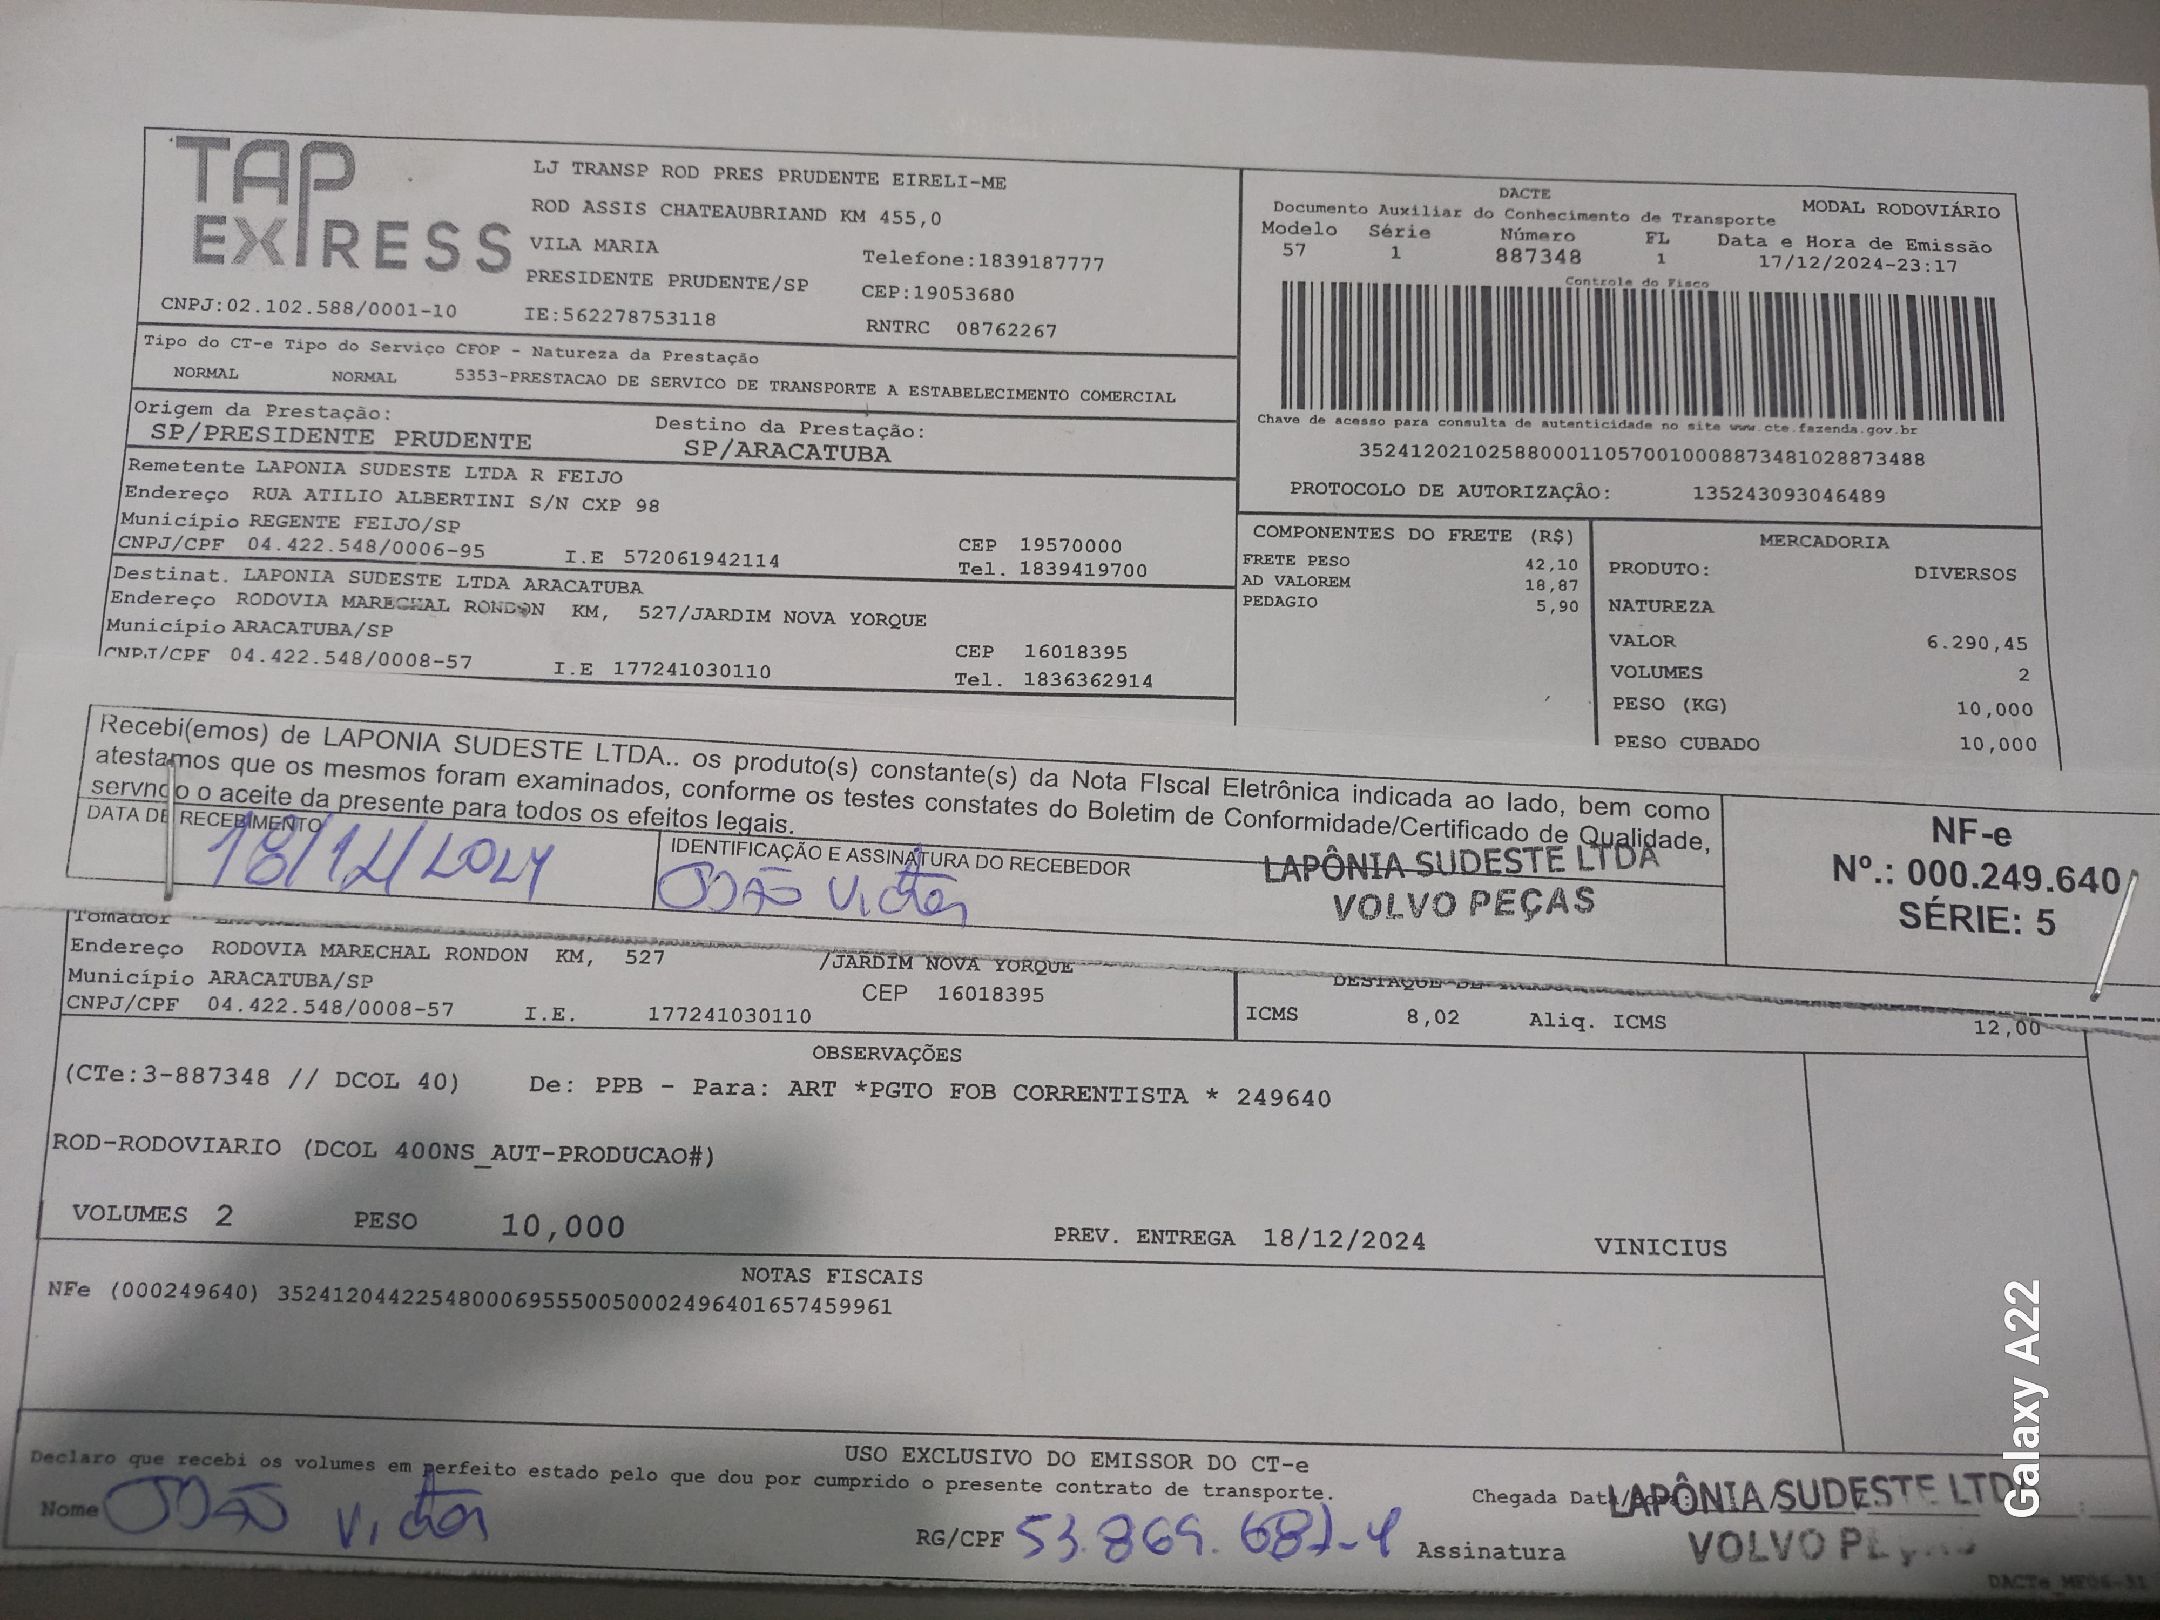 TAP EXPRESS
LJ TRANSP ROD PRES PRUDENTE EIRELI-ME
ROD ASSIS CHATEAUBRIAND KM 455,0
VILA MARIA
Telefone:1839187777
PRESIDENTE PRUDENTE/SP
CEP:19053680
CNPJ:02.102.588/0001-10
IE:562278753118
RNTRC 08762267
DACTE
MODAL RODOVIÁRIO
Documento Auxiliar do Conhecimento de Transporte
Modelo Série Número FL Data e Hora de Emissão
57 1 887348 1 17/12/2024-23:17
Controle do Fisco
Chave de acesso para consulta de autenticidade no site www.cte.fazenda.gov.br
35241202102588000110570010008873481028873488
PROTOCOLO DE AUTORIZAÇÃO: 135243093046489
Tipo do CT-e Tipo do Serviço CFOP - Natureza da Prestação
NORMAL NORMAL 5353-PRESTACAO DE SERVICO DE TRANSPORTE A ESTABELECIMENTO COMERCIAL
Origem da Prestação: Destino da Prestação:
SP/PRESIDENTE PRUDENTE SP/ARACATUBA
Remetente LAPONIA SUDESTE LTDA R FEIJO
Endereço RUA ATILIO ALBERTINI S/N CXP 98
Município REGENTE FEIJO/SP
CEP 19570000
CNPJ/CPF 04.422.548/0006-95 I.E 572061942114 Tel. 1839419700
Destinat. LAPONIA SUDESTE LTDA ARACATUBA
Endereço RODOVIA MARECHAL RONDON KM, 527/JARDIM NOVA YORQUE
Município ARACATUBA/SP
CEP 16018395
CNPJ/CPF 04.422.548/0008-57 I.E 177241030110 Tel. 1836362914
COMPONENTES DO FRETE (R$)
FRETE PESO 42,10
AD VALOREM 18,87
PEDAGIO 5,90
MERCADORIA
PRODUTO: DIVERSOS
NATUREZA
VALOR 6.290,45
VOLUMES 2
PESO (KG) 10,000
PESO CUBADO 10,000
Recebi(emos) de LAPONIA SUDESTE LTDA.. os produto(s) constante(s) da Nota FIscal Eletrônica indicada ao lado, bem como
atestamos que os mesmos foram examinados, conforme os testes constates do Boletim de Conformidade/Certificado de Qualidade,
servndo o aceite da presente para todos os efeitos legais.
DATA DE RECEBIMENTO
18/12/2024
IDENTIFICAÇÃO E ASSINATURA DO RECEBEDOR
João Victor
LAPÔNIA SUDESTE LTDA
VOLVO PEÇAS
NF-e
Nº.: 000.249.640
SÉRIE: 5
Tomador
Endereço RODOVIA MARECHAL RONDON KM, 527 /JARDIM NOVA YORQUE
Município ARACATUBA/SP
CEP 16018395
CNPJ/CPF 04.422.548/0008-57 I.E. 177241030110
ICMS 8,02 Aliq. ICMS 12,00
OBSERVAÇÕES
(CTe:3-887348 // DCOL 40) De: PPB - Para: ART *PGTO FOB CORRENTISTA * 249640
ROD-RODOVIARIO (DCOL 400NS_AUT-PRODUCAO#)
VOLUMES 2 PESO 10,000 PREV. ENTREGA 18/12/2024 VINICIUS
NOTAS FISCAIS
NFe (000249640) 35241204422548000695550050002496401657459961
USO EXCLUSIVO DO EMISSOR DO CT-e
Declaro que recebi os volumes em perfeito estado pelo que dou por cumprido o presente contrato de transporte.
Nome João Victor
RG/CPF
Chegada Data/
Assinatura
LAPÔNIA SUDESTE LTD
VOLVO
Galaxy A22